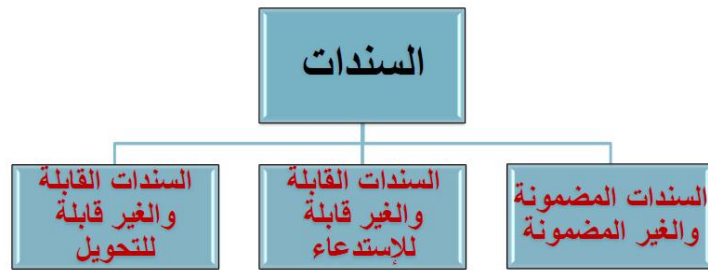 السندات
السندات المضمونة
والغير المضمونة
السندات القابلة
والغير قابلة
للإستدعاء
السندات القابلة
والغير قابلة
للتحويل